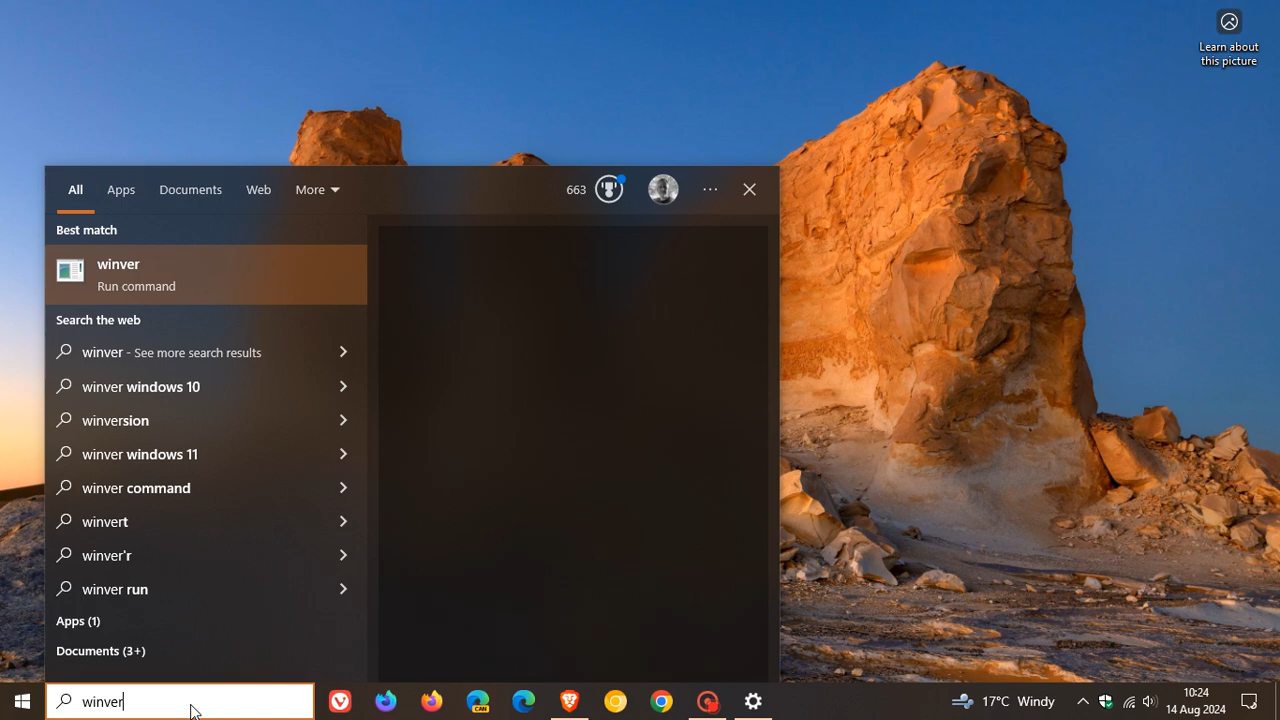 Learn about
this picture
All Apps Documents Web More 663 ...
Best match
winver
Run command
Search the web
winver - See more search results
winver windows 10
winversion
winver windows 11
winver command
winvert
winver'r
winver run
Apps (1)
Documents (3+)
winver
CAN
17°C Windy
10:24
14 Aug 2024